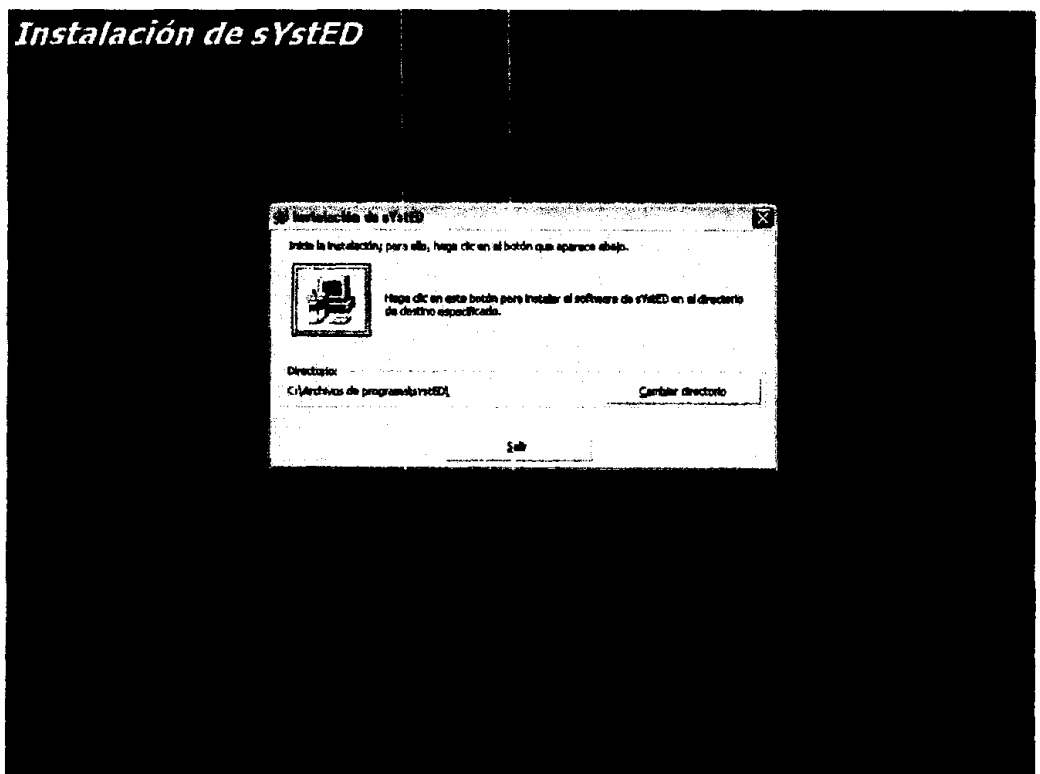 Instalación de sYstED
Instalación de sYstED
Inicie la instalación; para ello, haga clic en el botón que aparece abajo.
Haga clic en este botón para instalar el software de sYstED en el directorio
de destino especificado.
Directorio:
C:\Archivos de programa\sYstED\
Cambiar directorio
Salir